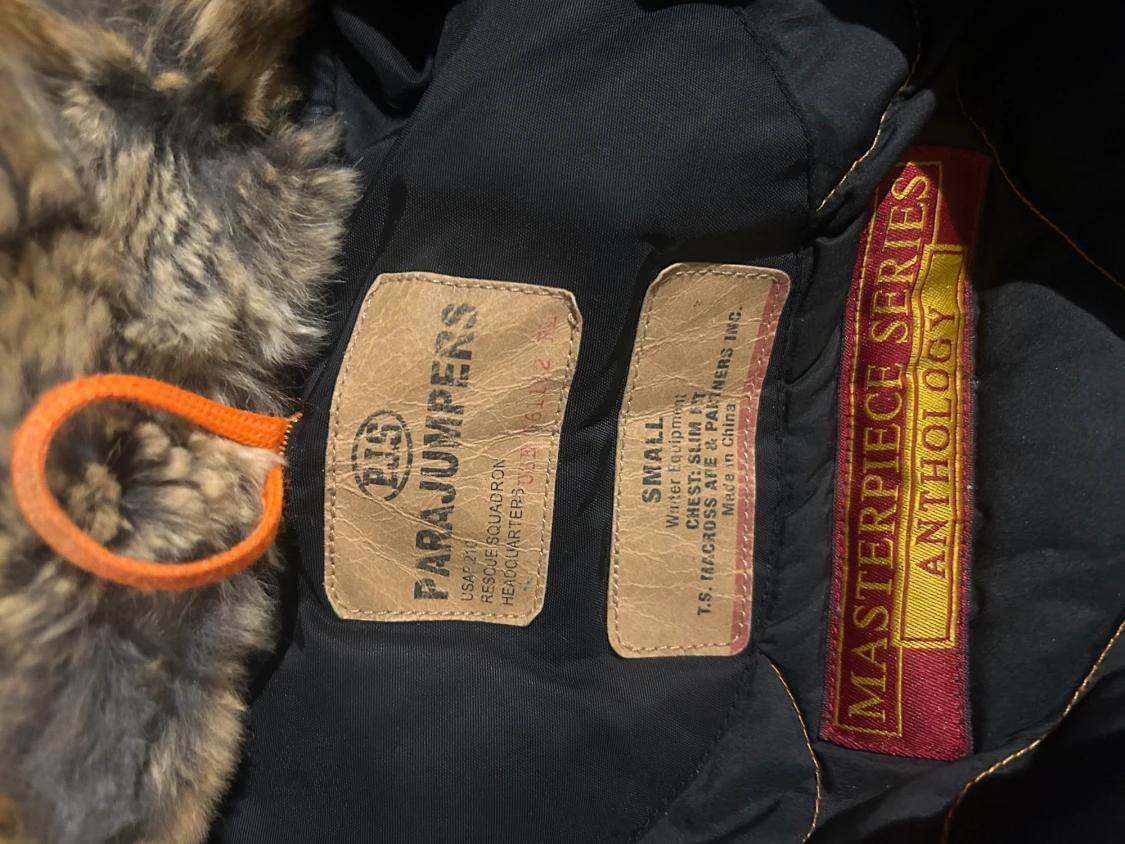 PJS
PARAJUMPERS
USAF 210
RESCUE SQUADRON
HEADQUARTERS
SMALL
Winter Equipment
CHEST: SLIM FIT
T.S. MACROSS AFE & PARTNERS INC.
Made in China
MASTERPIECE SERIES
ANTHOLOGY